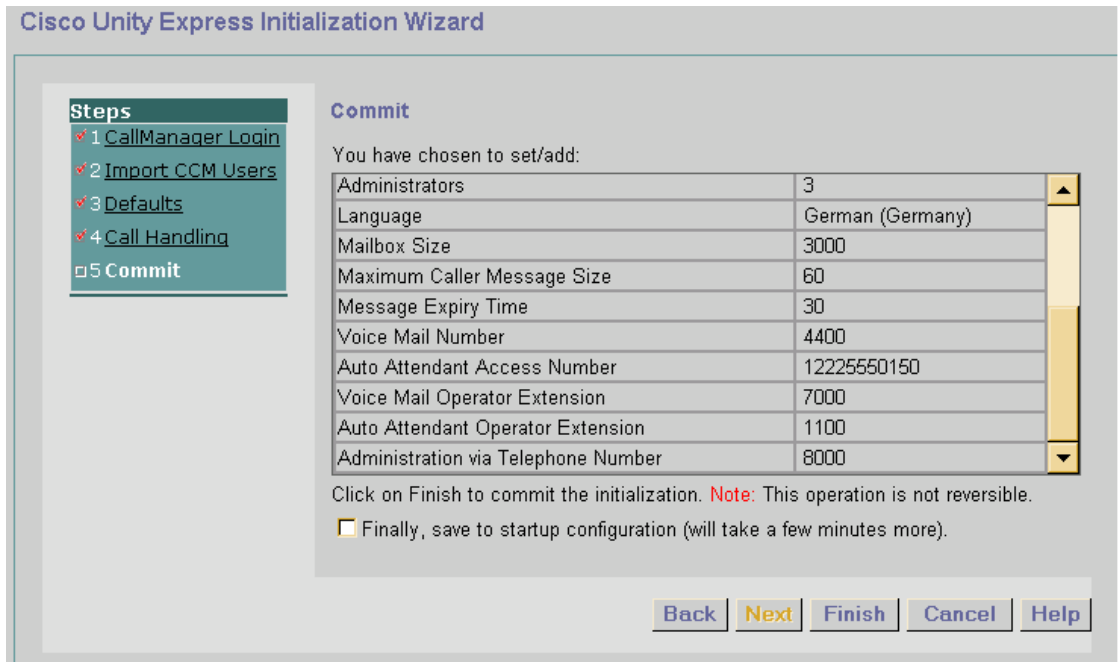 Cisco Unity Express Initialization Wizard
Steps
1 CallManager Login
2 Import CCM Users
3 Defaults
4 Call Handling
5 Commit
Commit
You have chosen to set/add:
Administrators 3
Language German (Germany)
Mailbox Size 3000
Maximum Caller Message Size 60
Message Expiry Time 30
Voice Mail Number 4400
Auto Attendant Access Number 12225550150
Voice Mail Operator Extension 7000
Auto Attendant Operator Extension 1100
Administration via Telephone Number 8000
Click on Finish to commit the initialization. Note: This operation is not reversible.
Finally, save to startup configuration (will take a few minutes more).
Back Next Finish Cancel Help